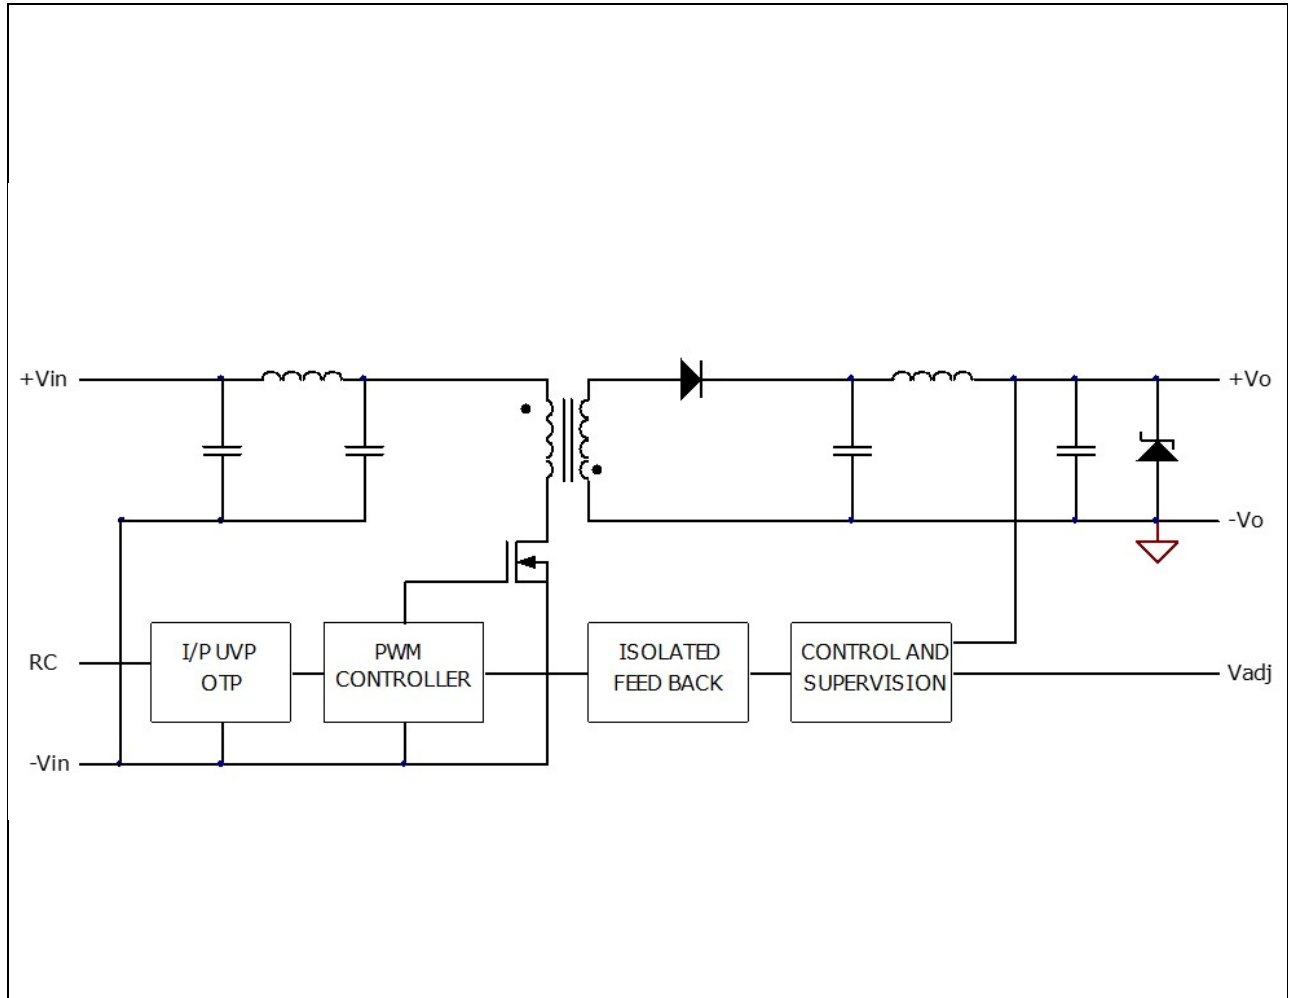 +Vin
+Vo
-Vo
RC
I/P UVP
OTP
PWM
CONTROLLER
ISOLATED
FEED BACK
CONTROL AND
SUPERVISION
Vadj
-Vin